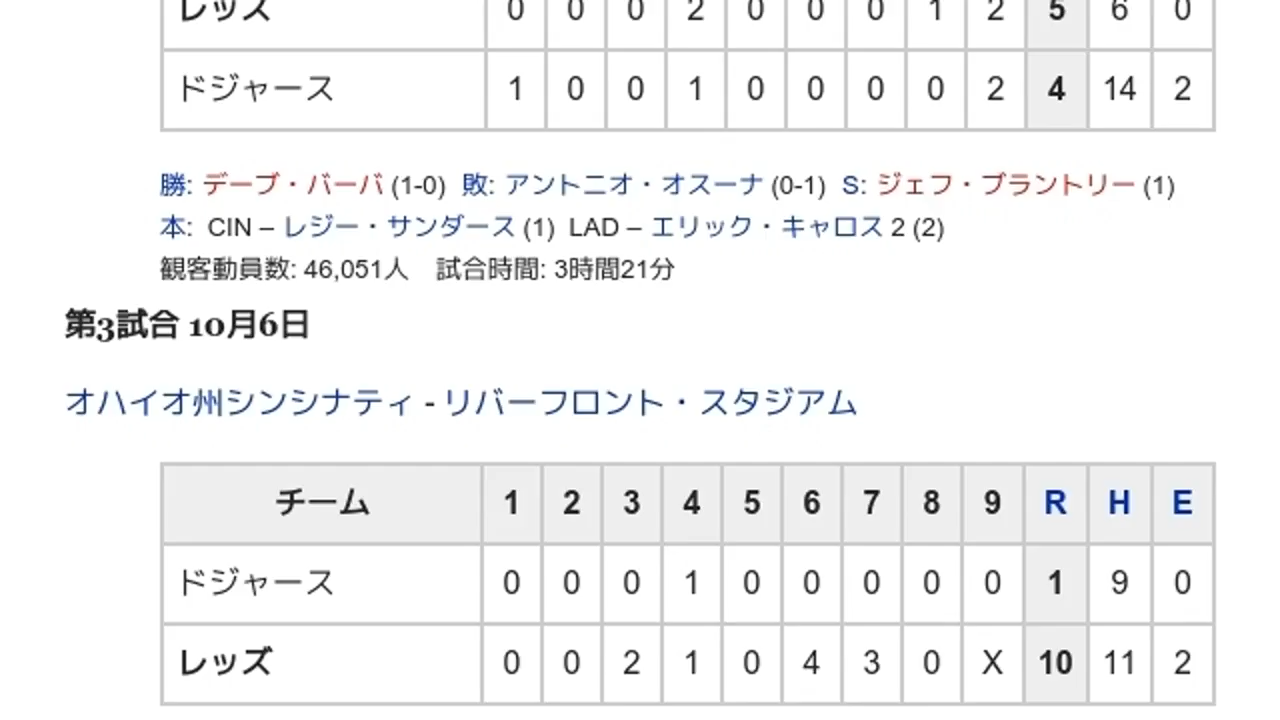 レッズ 0 0 0 2 0 0 0 1 2 5 6 0
ドジャース 1 0 0 1 0 0 0 0 2 4 14 2
勝: デーブ・バーバ (1-0) 敗: アントニオ・オスーナ (0-1) S: ジェフ・ブラントリー (1)
本: CIN – レジー・サンダース (1) LAD – エリック・キャロス 2 (2)
観客動員数: 46,051人 試合時間: 3時間21分
第3試合 10月6日
オハイオ州シンシナティ - リバーフロント・スタジアム
チーム 1 2 3 4 5 6 7 8 9 R H E
ドジャース 0 0 0 1 0 0 0 0 0 1 9 0
レッズ 0 0 2 1 0 4 3 0 X 10 11 2